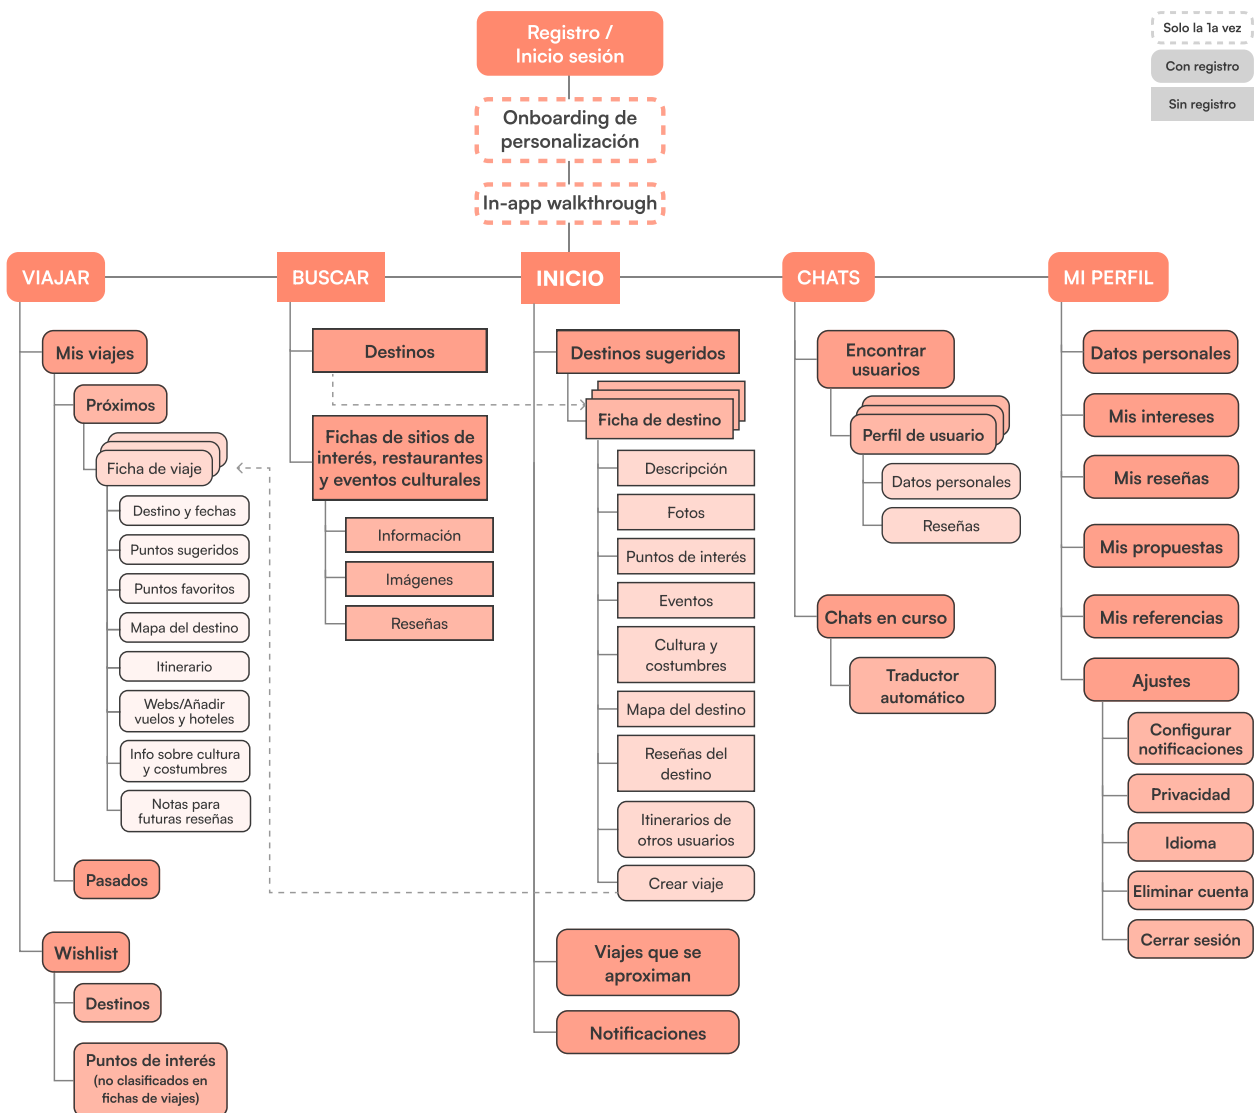 Registro /
Inicio sesión
Solo la 1a vez
Con registro
Sin registro
Onboarding de
personalización
In-app walkthrough
VIAJAR
BUSCAR
INICIO
CHATS
MI PERFIL
Mis viajes
Próximos
Ficha de viaje
Destino y fechas
Puntos sugeridos
Puntos favoritos
Mapa del destino
Itinerario
Webs/Añadir
vuelos y hoteles
Info sobre cultura
y costumbres
Notas para
futuras reseñas
Pasados
Wishlist
Destinos
Puntos de interés
(no clasificados en
fichas de viajes)
Destinos
Fichas de sitios de
interés, restaurantes
y eventos culturales
Información
Imágenes
Reseñas
Destinos sugeridos
Ficha de destino
Descripción
Fotos
Puntos de interés
Eventos
Cultura y
costumbres
Mapa del destino
Reseñas del
destino
Itinerarios de
otros usuarios
Crear viaje
Viajes que se
aproximan
Notificaciones
Encontrar
usuarios
Perfil de usuario
Datos personales
Reseñas
Chats en curso
Traductor
automático
Datos personales
Mis intereses
Mis reseñas
Mis propuestas
Mis referencias
Ajustes
Configurar
notificaciones
Privacidad
Idioma
Eliminar cuenta
Cerrar sesión